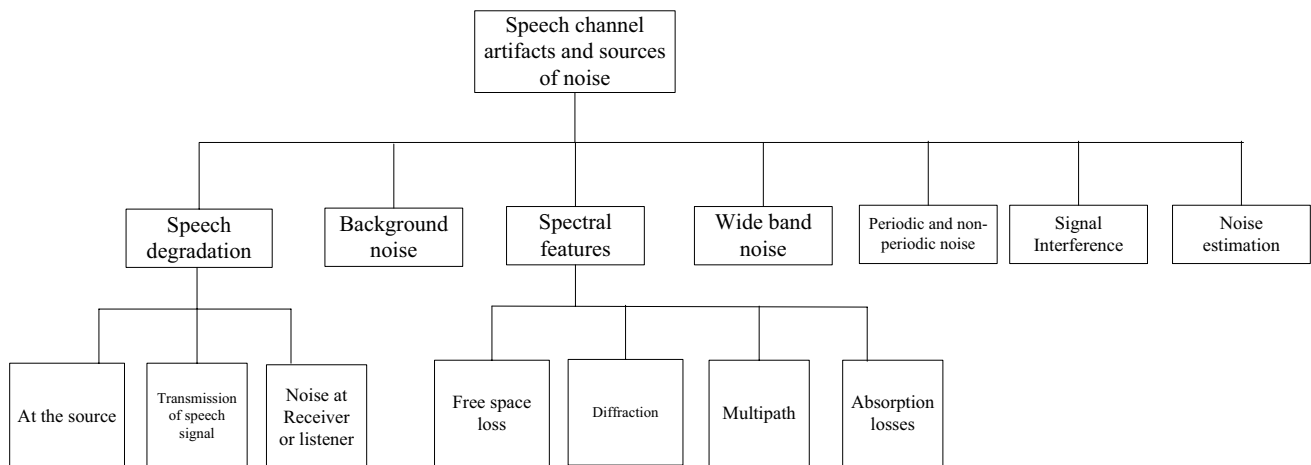 Speech channel
artifacts and sources
of noise
Speech
degradation
Background
noise
Spectral
features
Wide band
noise
Periodic and non-
periodic noise
Signal
Interference
Noise
estimation
At the source
Transmission
of speech
signal
Noise at
Receiver
or listener
Free space
loss
Diffraction
Multipath
Absorption
losses